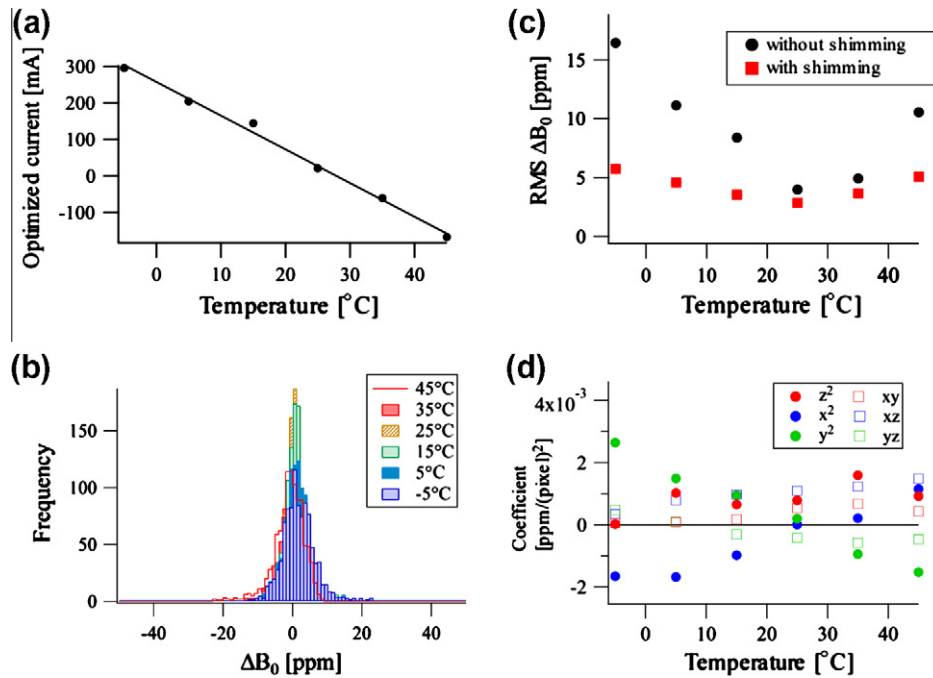 (a)
Optimized current [mA]
300
200
100
0
-100
0 10 20 30 40
Temperature [°C]
(c)
RMS ΔB₀ [ppm]
15
10
5
0
without shimming
with shimming
0 10 20 30 40
Temperature [°C]
(b)
Frequency
150
100
50
0
45°C
35°C
25°C
15°C
5°C
-5°C
-40 -20 0 20 40
ΔB₀ [ppm]
(d)
Coefficient
[ppm/(pixel)²]
4x10⁻³
2
0
-2
z² xy
x² xz
y² yz
0 10 20 30 40
Temperature [°C]